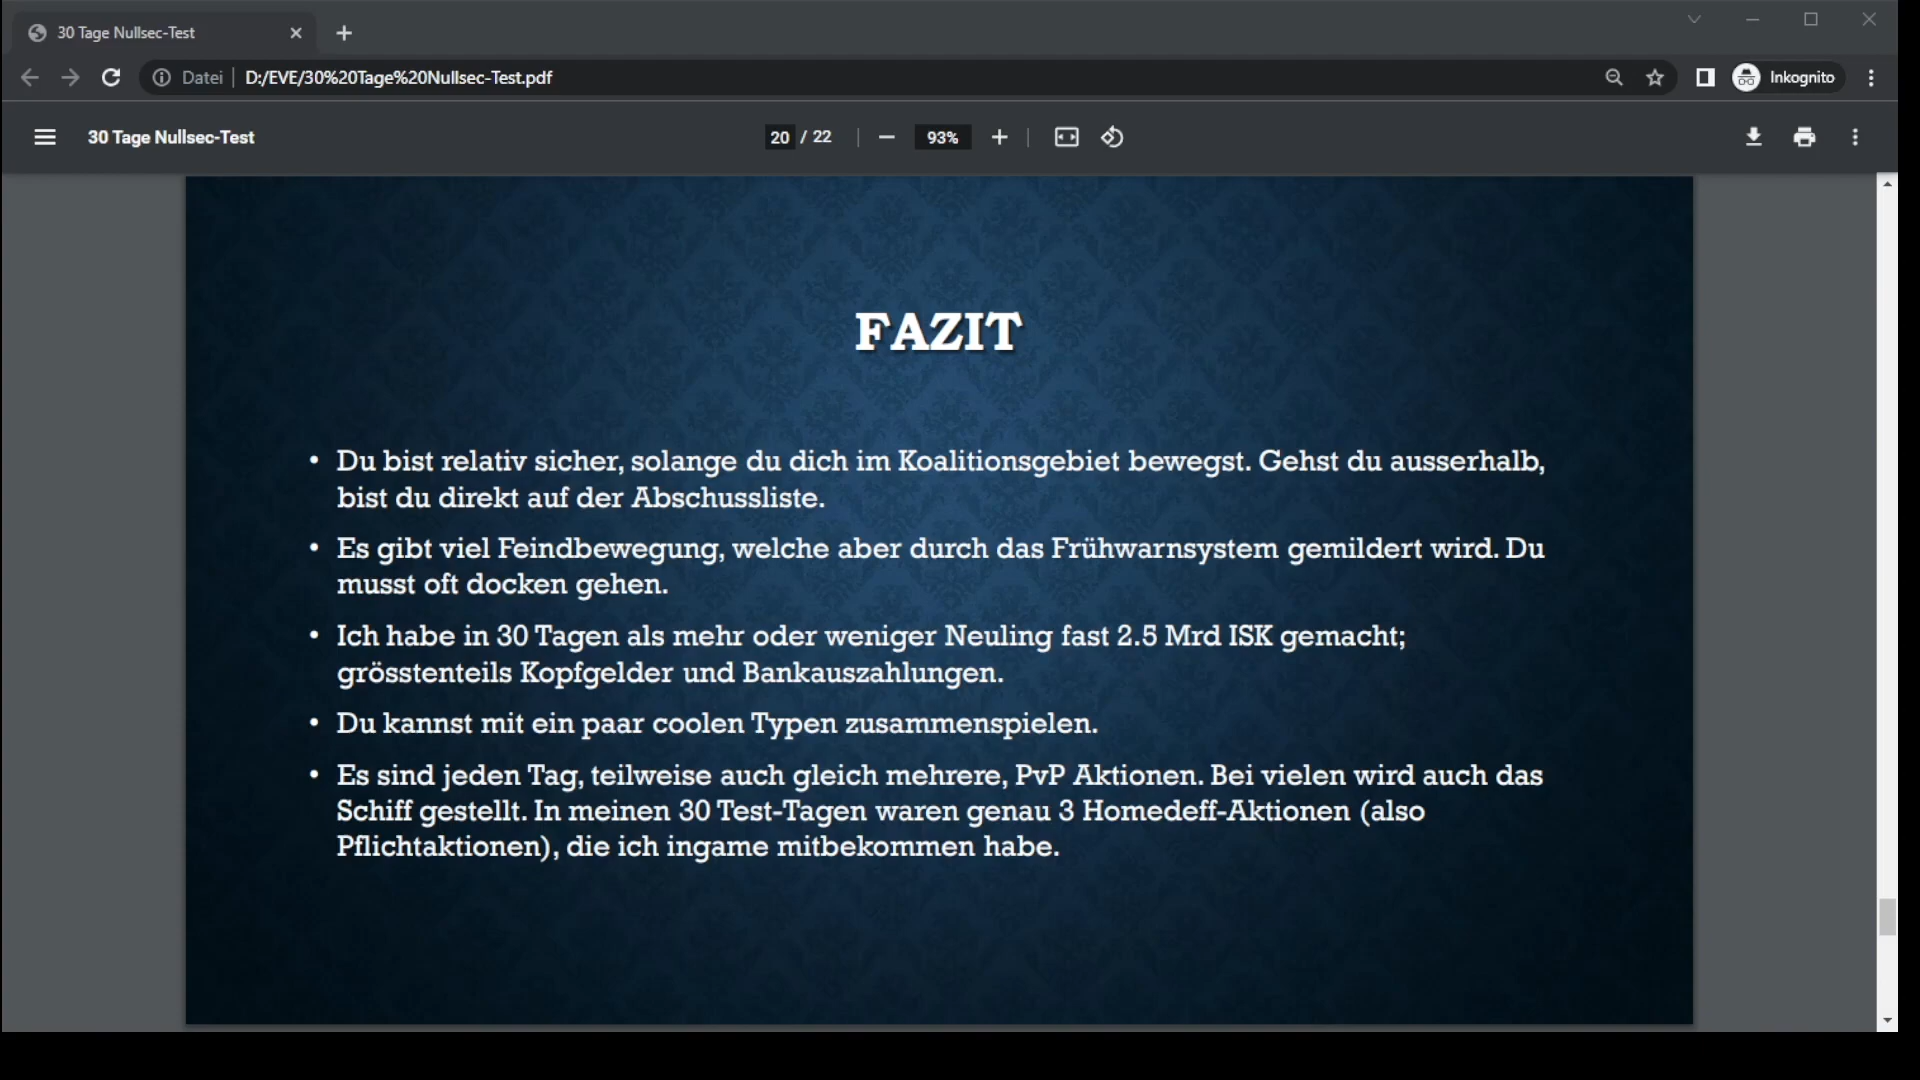 30 Tage Nullsec-Test
Datei | D:/EVE/30%20Tage%20Nullsec-Test.pdf
Inkognito
30 Tage Nullsec-Test
20 / 22
93%
FAZIT
• Du bist relativ sicher, solange du dich im Koalitionsgebiet bewegst. Gehst du ausserhalb,
bist du direkt auf der Abschussliste.
• Es gibt viel Feindbewegung, welche aber durch das Frühwarnsystem gemildert wird. Du
musst oft docken gehen.
• Ich habe in 30 Tagen als mehr oder weniger Neuling fast 2.5 Mrd ISK gemacht;
grösstenteils Kopfgelder und Bankauszahlungen.
• Du kannst mit ein paar coolen Typen zusammenspielen.
• Es sind jeden Tag, teilweise auch gleich mehrere, PvP Aktionen. Bei vielen wird auch das
Schiff gestellt. In meinen 30 Test-Tagen waren genau 3 Homedeff-Aktionen (also
Pflichtaktionen), die ich ingame mitbekommen habe.